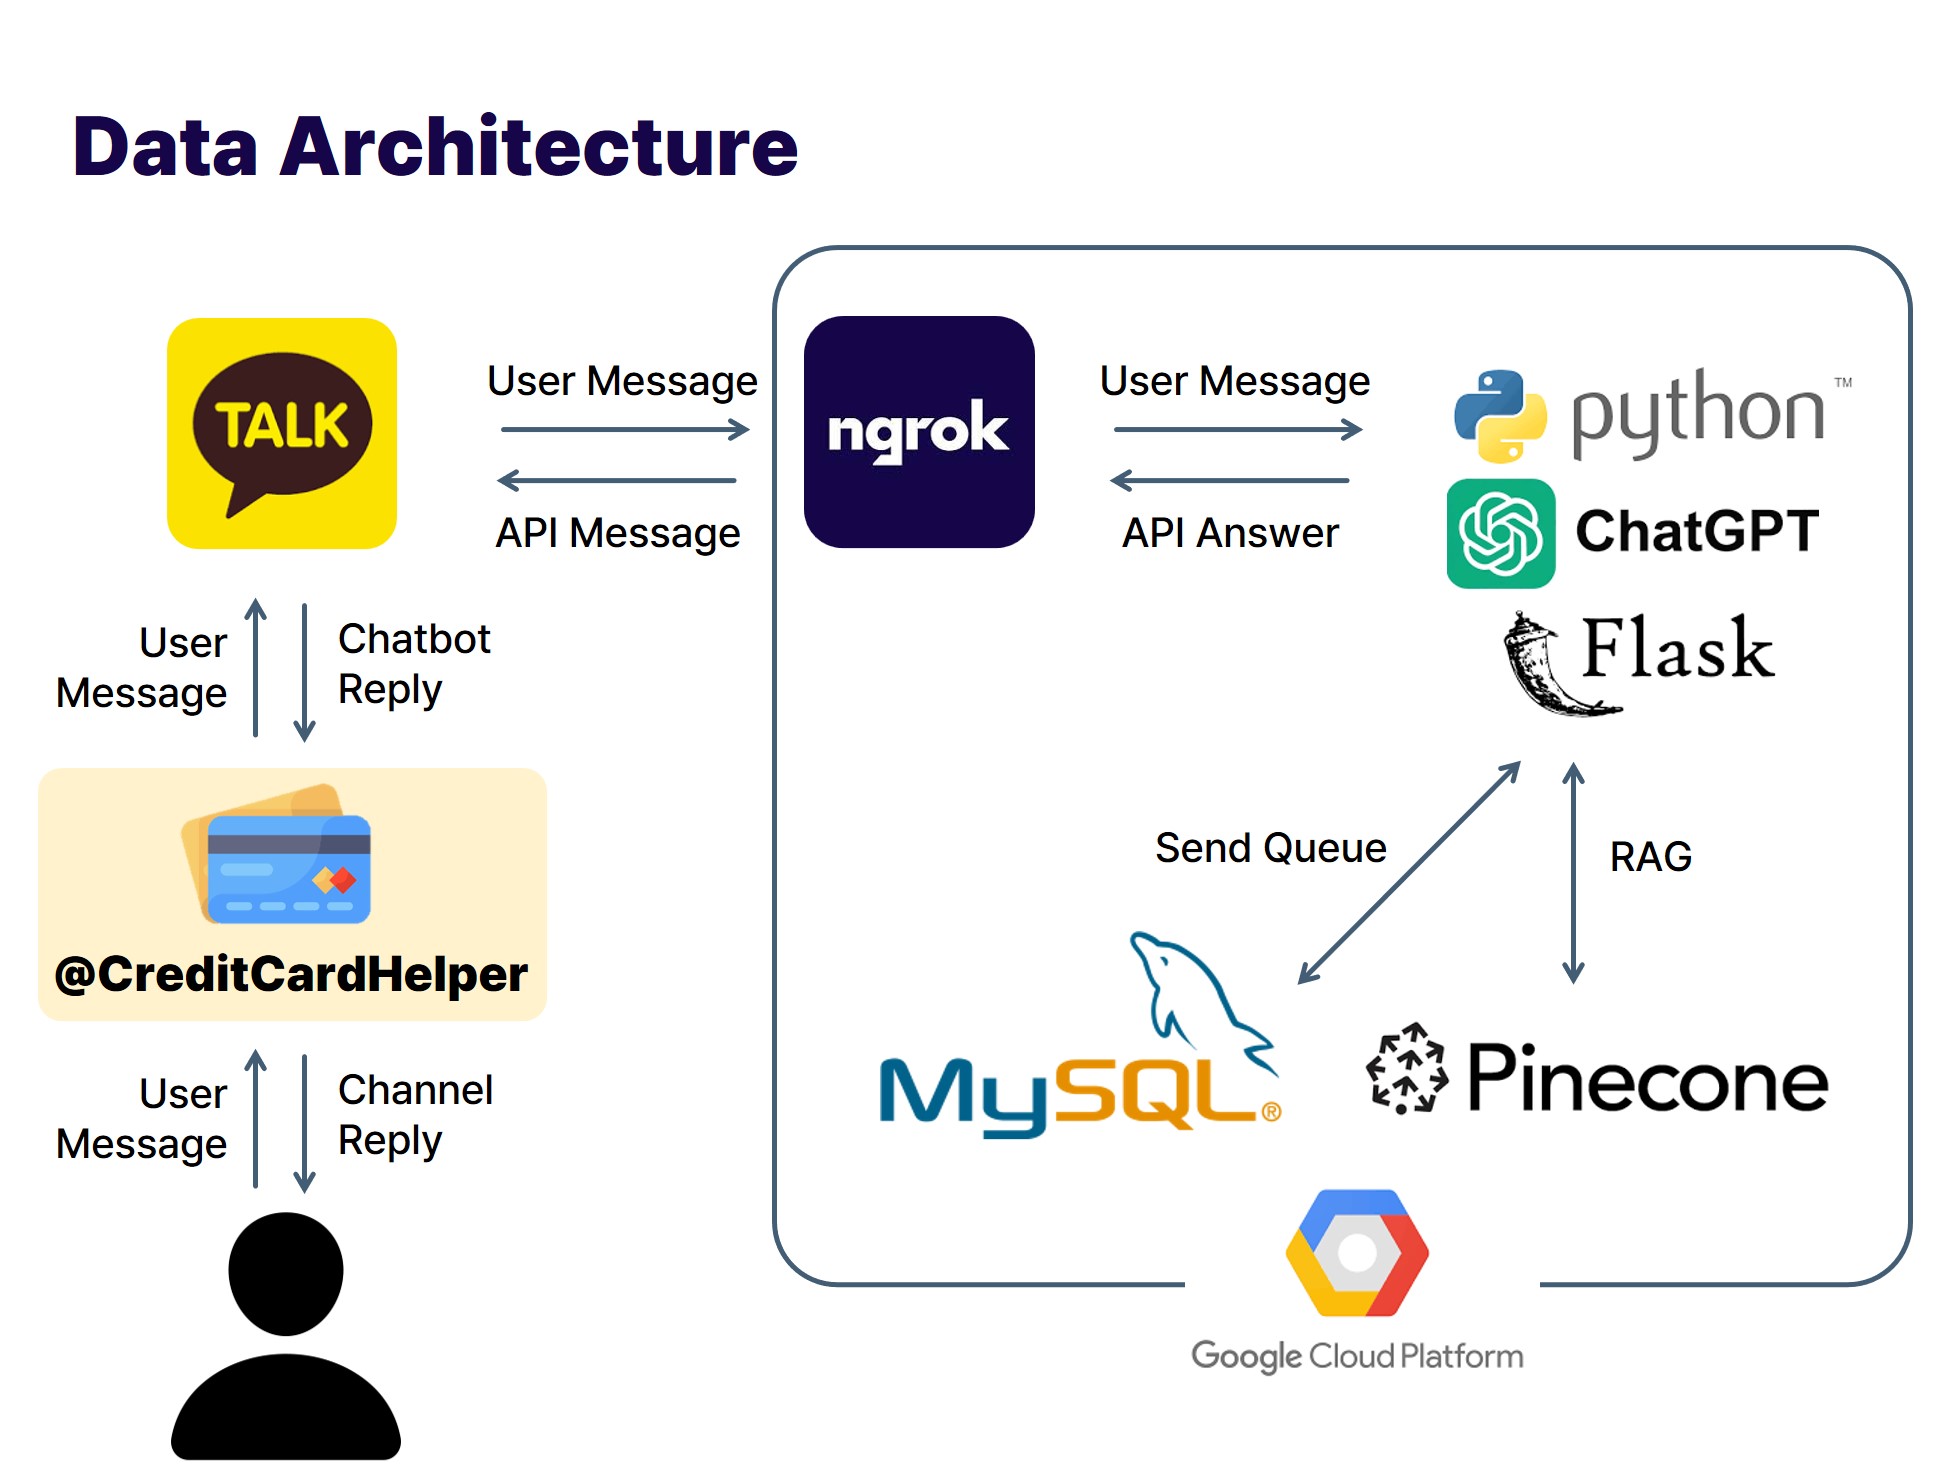 Data Architecture
TALK
User Message
API Message
ngrok
User Message
API Answer
python™
ChatGPT
Flask
User
Message
Chatbot
Reply
@CreditCardHelper
User
Message
Channel
Reply
Send Queue
RAG
MySQL®
Pinecone
Google Cloud Platform